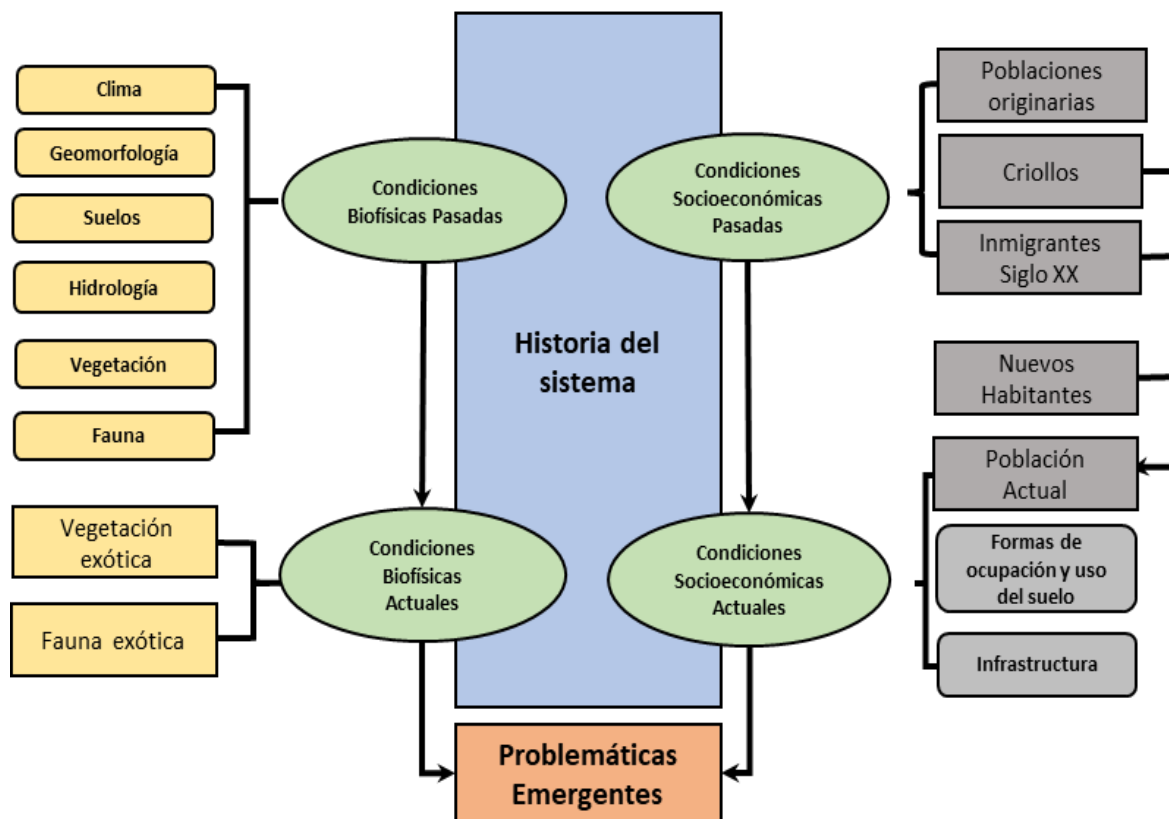 Clima
Geomorfología
Suelos
Hidrología
Vegetación
Fauna
Vegetación
exótica
Fauna exótica
Condiciones
Biofísicas Pasadas
Condiciones
Biofísicas
Actuales
Historia del
sistema
Problemáticas
Emergentes
Condiciones
Socioeconómicas
Pasadas
Condiciones
Socioeconómicas
Actuales
Poblaciones
originarias
Criollos
Inmigrantes
Siglo XX
Nuevos
Habitantes
Población
Actual
Formas de
ocupación y uso
del suelo
Infrastructura